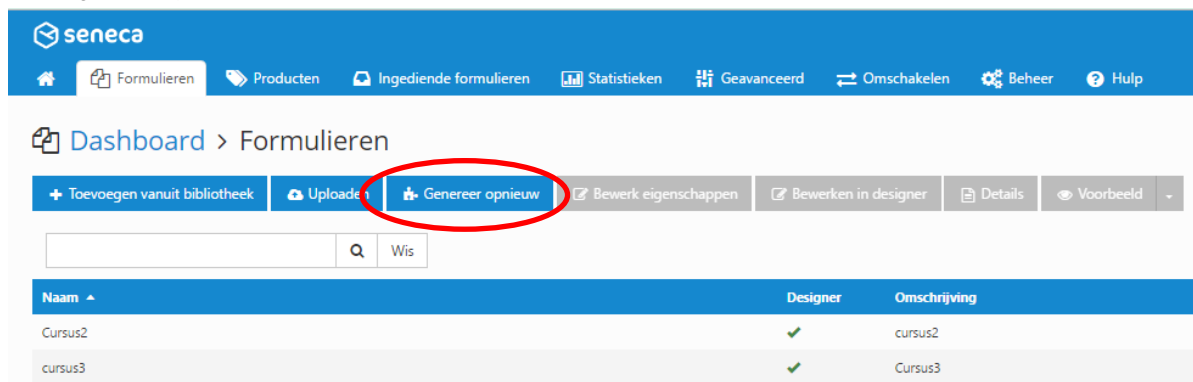 seneca
Formulieren Producten Ingediende formulieren Statistieken Geavanceerd Omschakelen Beheer Hulp
Dashboard > Formulieren
+ Toevoegen vanuit bibliotheek Uploaden Genereer opnieuw Bewerk eigenschappen Bewerken in designer Details Voorbeeld
Wis
Naam Designer Omschrijving
Cursus2 cursus2
cursus3 Cursus3